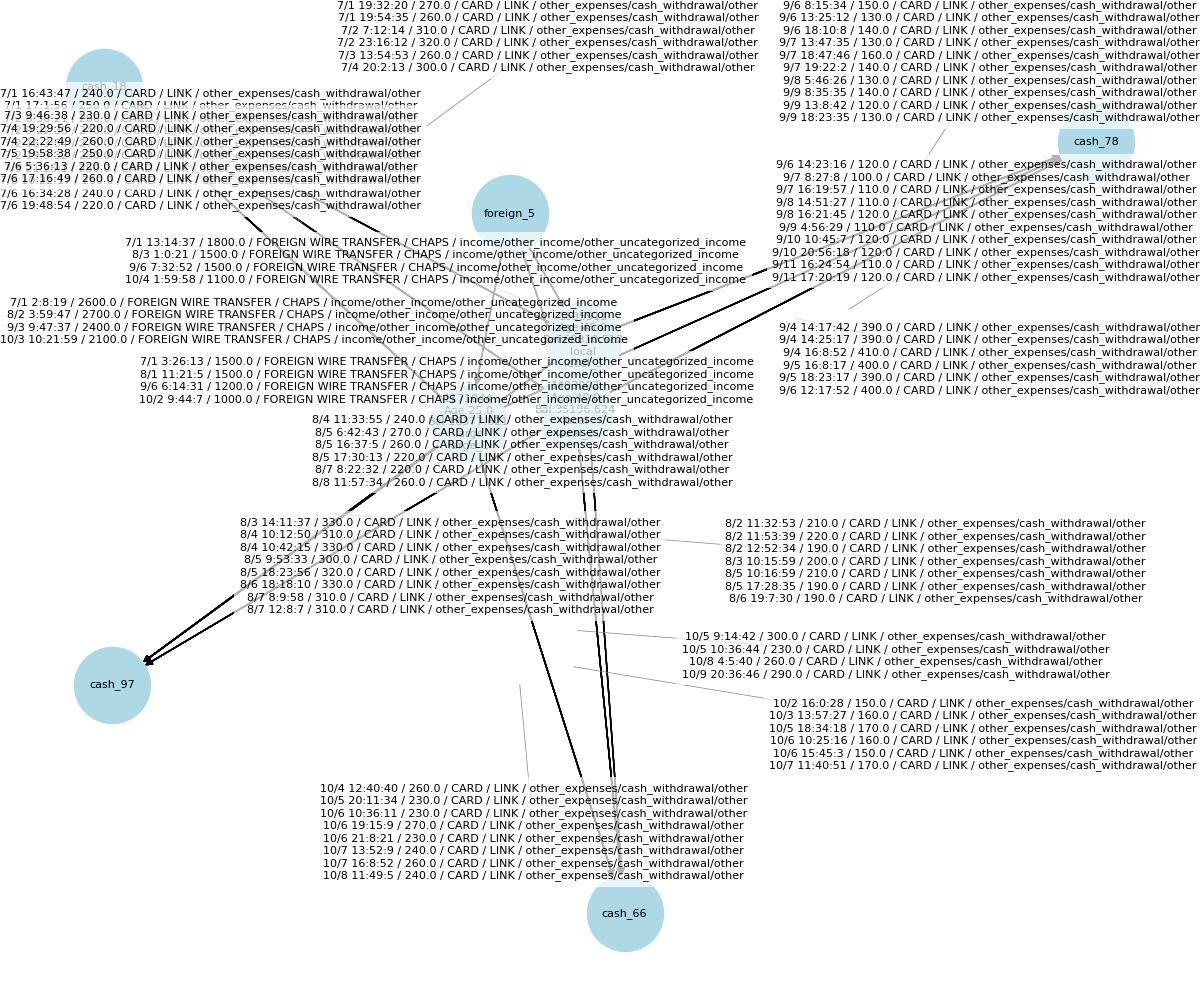 7/1 19:32:20 / 270.0 / CARD / LINK / other_expenses/cash_withdrawal/other
7/1 19:54:35 / 260.0 / CARD / LINK / other_expenses/cash_withdrawal/other
7/2 7:12:14 / 310.0 / CARD / LINK / other_expenses/cash_withdrawal/other
7/2 23:16:12 / 320.0 / CARD / LINK / other_expenses/cash_withdrawal/other
7/3 13:54:53 / 260.0 / CARD / LINK / other_expenses/cash_withdrawal/other
7/4 20:2:13 / 300.0 / CARD / LINK / other_expenses/cash_withdrawal/other
9/6 8:15:34 / 150.0 / CARD / LINK / other_expenses/cash_withdrawal/other
9/6 13:25:12 / 130.0 / CARD / LINK / other_expenses/cash_withdrawal/other
9/6 18:10:8 / 140.0 / CARD / LINK / other_expenses/cash_withdrawal/other
9/7 13:47:35 / 130.0 / CARD / LINK / other_expenses/cash_withdrawal/other
9/7 18:47:46 / 160.0 / CARD / LINK / other_expenses/cash_withdrawal/other
9/7 19:22:2 / 140.0 / CARD / LINK / other_expenses/cash_withdrawal/other
9/8 5:46:26 / 130.0 / CARD / LINK / other_expenses/cash_withdrawal/other
9/9 8:35:35 / 140.0 / CARD / LINK / other_expenses/cash_withdrawal/other
9/9 13:8:42 / 120.0 / CARD / LINK / other_expenses/cash_withdrawal/other
9/9 18:23:35 / 130.0 / CARD / LINK / other_expenses/cash_withdrawal/other
cash_18
7/1 16:43:47 / 240.0 / CARD / LINK / other_expenses/cash_withdrawal/other
7/1 17:1:56 / 250.0 / CARD / LINK / other_expenses/cash_withdrawal/other
7/3 9:46:38 / 230.0 / CARD / LINK / other_expenses/cash_withdrawal/other
7/4 19:29:56 / 220.0 / CARD / LINK / other_expenses/cash_withdrawal/other
7/4 22:22:49 / 260.0 / CARD / LINK / other_expenses/cash_withdrawal/other
7/5 19:58:38 / 250.0 / CARD / LINK / other_expenses/cash_withdrawal/other
7/6 5:36:13 / 220.0 / CARD / LINK / other_expenses/cash_withdrawal/other
7/6 17:16:49 / 260.0 / CARD / LINK / other_expenses/cash_withdrawal/other
7/6 16:34:28 / 240.0 / CARD / LINK / other_expenses/cash_withdrawal/other
7/6 19:48:54 / 220.0 / CARD / LINK / other_expenses/cash_withdrawal/other
cash_78
9/6 14:23:16 / 120.0 / CARD / LINK / other_expenses/cash_withdrawal/other
9/7 8:27:8 / 100.0 / CARD / LINK / other_expenses/cash_withdrawal/other
9/7 16:19:57 / 110.0 / CARD / LINK / other_expenses/cash_withdrawal/other
9/8 14:51:27 / 110.0 / CARD / LINK / other_expenses/cash_withdrawal/other
9/8 16:21:45 / 120.0 / CARD / LINK / other_expenses/cash_withdrawal/other
9/9 4:56:29 / 110.0 / CARD / LINK / other_expenses/cash_withdrawal/other
9/10 10:45:7 / 120.0 / CARD / LINK / other_expenses/cash_withdrawal/other
9/10 20:56:18 / 120.0 / CARD / LINK / other_expenses/cash_withdrawal/other
9/11 16:24:54 / 110.0 / CARD / LINK / other_expenses/cash_withdrawal/other
9/11 17:20:19 / 120.0 / CARD / LINK / other_expenses/cash_withdrawal/other
foreign_5
7/1 13:14:37 / 1800.0 / FOREIGN WIRE TRANSFER / CHAPS / income/other_income/other_uncategorized_income
8/3 1:0:21 / 1500.0 / FOREIGN WIRE TRANSFER / CHAPS / income/other_income/other_uncategorized_income
9/6 7:32:52 / 1500.0 / FOREIGN WIRE TRANSFER / CHAPS / income/other_income/other_uncategorized_income
10/4 1:59:58 / 1100.0 / FOREIGN WIRE TRANSFER / CHAPS / income/other_income/other_uncategorized_income
7/1 2:8:19 / 2600.0 / FOREIGN WIRE TRANSFER / CHAPS / income/other_income/other_uncategorized_income
8/2 3:59:47 / 2700.0 / FOREIGN WIRE TRANSFER / CHAPS / income/other_income/other_uncategorized_income
9/3 9:47:37 / 2400.0 / FOREIGN WIRE TRANSFER / CHAPS / income/other_income/other_uncategorized_income
10/3 10:21:59 / 2100.0 / FOREIGN WIRE TRANSFER / CHAPS / income/other_income/other_uncategorized_income
local
7/1 3:26:13 / 1500.0 / FOREIGN WIRE TRANSFER / CHAPS / income/other_income/other_uncategorized_income
8/1 11:21:5 / 1500.0 / FOREIGN WIRE TRANSFER / CHAPS / income/other_income/other_uncategorized_income
9/6 6:14:31 / 1200.0 / FOREIGN WIRE TRANSFER / CHAPS / income/other_income/other_uncategorized_income
10/2 9:44:7 / 1000.0 / FOREIGN WIRE TRANSFER / CHAPS / income/other_income/other_uncategorized_income
Age:25.0
Bal:35196.624
9/4 14:17:42 / 390.0 / CARD / LINK / other_expenses/cash_withdrawal/other
9/4 14:25:17 / 390.0 / CARD / LINK / other_expenses/cash_withdrawal/other
9/4 16:8:52 / 410.0 / CARD / LINK / other_expenses/cash_withdrawal/other
9/5 16:8:17 / 400.0 / CARD / LINK / other_expenses/cash_withdrawal/other
9/5 18:23:17 / 390.0 / CARD / LINK / other_expenses/cash_withdrawal/other
9/6 12:17:52 / 400.0 / CARD / LINK / other_expenses/cash_withdrawal/other
8/4 11:33:55 / 240.0 / CARD / LINK / other_expenses/cash_withdrawal/other
8/5 6:42:43 / 270.0 / CARD / LINK / other_expenses/cash_withdrawal/other
8/5 16:37:5 / 260.0 / CARD / LINK / other_expenses/cash_withdrawal/other
8/5 17:30:13 / 220.0 / CARD / LINK / other_expenses/cash_withdrawal/other
8/7 8:22:32 / 220.0 / CARD / LINK / other_expenses/cash_withdrawal/other
8/8 11:57:34 / 260.0 / CARD / LINK / other_expenses/cash_withdrawal/other
8/3 14:11:37 / 330.0 / CARD / LINK / other_expenses/cash_withdrawal/other
8/4 10:12:50 / 310.0 / CARD / LINK / other_expenses/cash_withdrawal/other
8/4 10:42:15 / 330.0 / CARD / LINK / other_expenses/cash_withdrawal/other
8/5 9:53:33 / 300.0 / CARD / LINK / other_expenses/cash_withdrawal/other
8/5 18:23:56 / 320.0 / CARD / LINK / other_expenses/cash_withdrawal/other
8/6 18:18:10 / 330.0 / CARD / LINK / other_expenses/cash_withdrawal/other
8/7 8:9:58 / 310.0 / CARD / LINK / other_expenses/cash_withdrawal/other
8/7 12:8:7 / 310.0 / CARD / LINK / other_expenses/cash_withdrawal/other
8/2 11:32:53 / 210.0 / CARD / LINK / other_expenses/cash_withdrawal/other
8/2 11:53:39 / 220.0 / CARD / LINK / other_expenses/cash_withdrawal/other
8/2 12:52:34 / 190.0 / CARD / LINK / other_expenses/cash_withdrawal/other
8/3 10:15:59 / 200.0 / CARD / LINK / other_expenses/cash_withdrawal/other
8/5 10:16:59 / 210.0 / CARD / LINK / other_expenses/cash_withdrawal/other
8/5 17:28:35 / 190.0 / CARD / LINK / other_expenses/cash_withdrawal/other
8/6 19:7:30 / 190.0 / CARD / LINK / other_expenses/cash_withdrawal/other
10/5 9:14:42 / 300.0 / CARD / LINK / other_expenses/cash_withdrawal/other
10/5 10:36:44 / 230.0 / CARD / LINK / other_expenses/cash_withdrawal/other
10/8 4:5:40 / 260.0 / CARD / LINK / other_expenses/cash_withdrawal/other
10/9 20:36:46 / 290.0 / CARD / LINK / other_expenses/cash_withdrawal/other
cash_97
10/2 16:0:28 / 150.0 / CARD / LINK / other_expenses/cash_withdrawal/other
10/3 13:57:27 / 160.0 / CARD / LINK / other_expenses/cash_withdrawal/other
10/5 18:34:18 / 170.0 / CARD / LINK / other_expenses/cash_withdrawal/other
10/6 10:25:16 / 160.0 / CARD / LINK / other_expenses/cash_withdrawal/other
10/6 15:45:3 / 150.0 / CARD / LINK / other_expenses/cash_withdrawal/other
10/7 11:40:51 / 170.0 / CARD / LINK / other_expenses/cash_withdrawal/other
10/4 12:40:40 / 260.0 / CARD / LINK / other_expenses/cash_withdrawal/other
10/5 20:11:34 / 230.0 / CARD / LINK / other_expenses/cash_withdrawal/other
10/6 10:36:11 / 230.0 / CARD / LINK / other_expenses/cash_withdrawal/other
10/6 19:15:9 / 270.0 / CARD / LINK / other_expenses/cash_withdrawal/other
10/6 21:8:21 / 230.0 / CARD / LINK / other_expenses/cash_withdrawal/other
10/7 13:52:9 / 240.0 / CARD / LINK / other_expenses/cash_withdrawal/other
10/7 16:8:52 / 260.0 / CARD / LINK / other_expenses/cash_withdrawal/other
10/8 11:49:5 / 240.0 / CARD / LINK / other_expenses/cash_withdrawal/other
cash_66